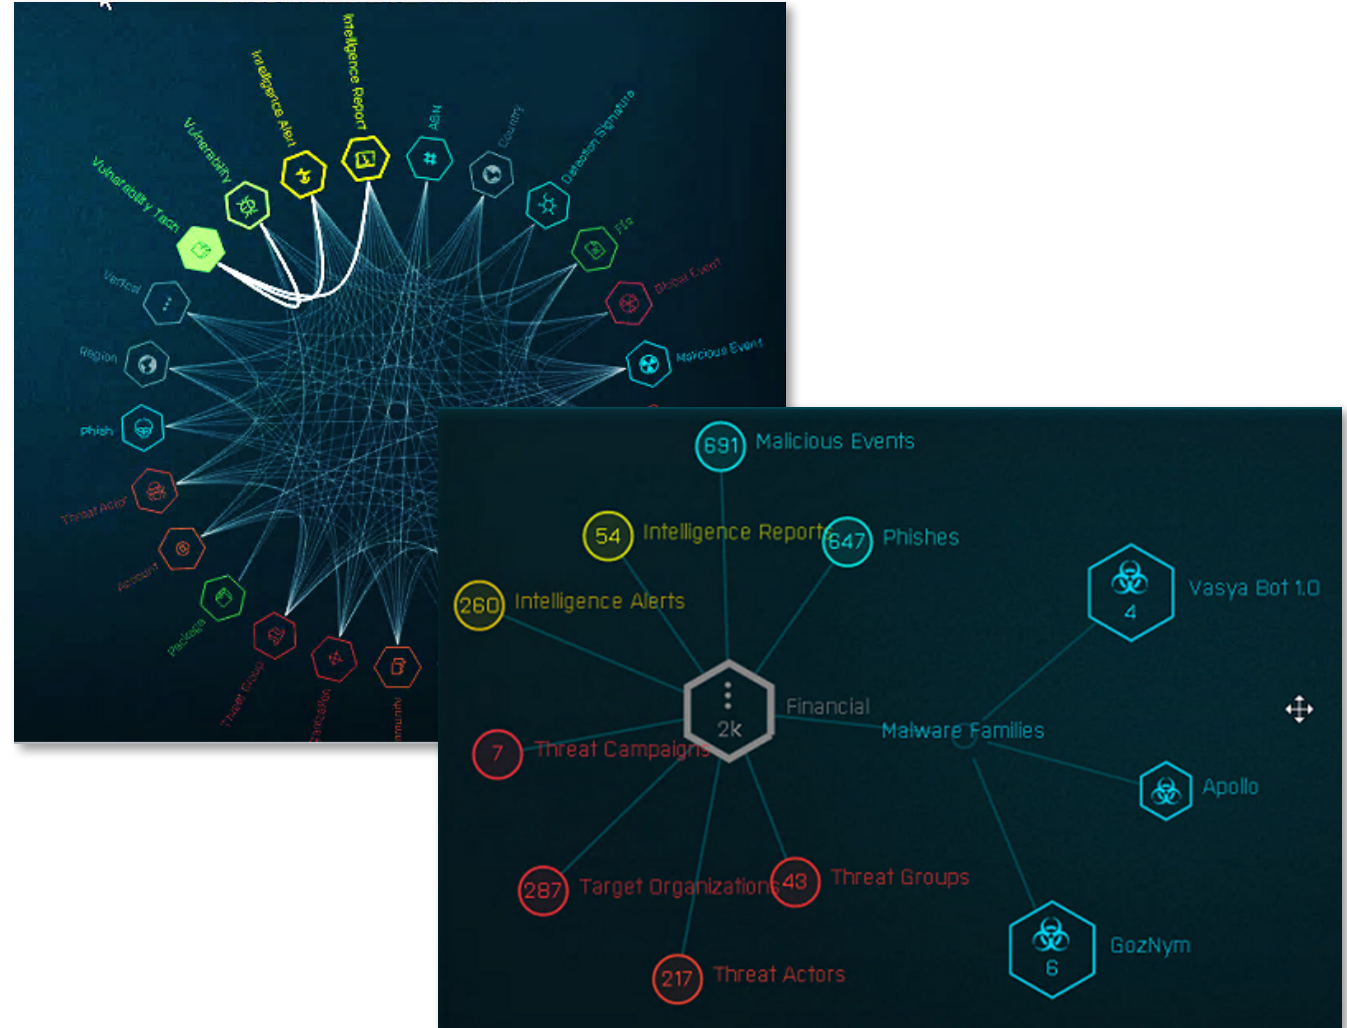 Intelligence Report
Intelligence Alert
ASN
Country
Detection Signature
Vulnerability
Vulnerability Tech
File
Global Event
Vertical
Region
Malicious Event
Phish
Threat Actor
Account
Package
Threat Group
691 Malicious Events
54 Intelligence Reports
647 Phishes
260 Intelligence Alerts
4
Vasya Bot 1.0
Financial
2k
Malware Families
7 Threat Campaigns
Apollo
287 Target Organizations
43 Threat Groups
GozNym
6
217 Threat Actors